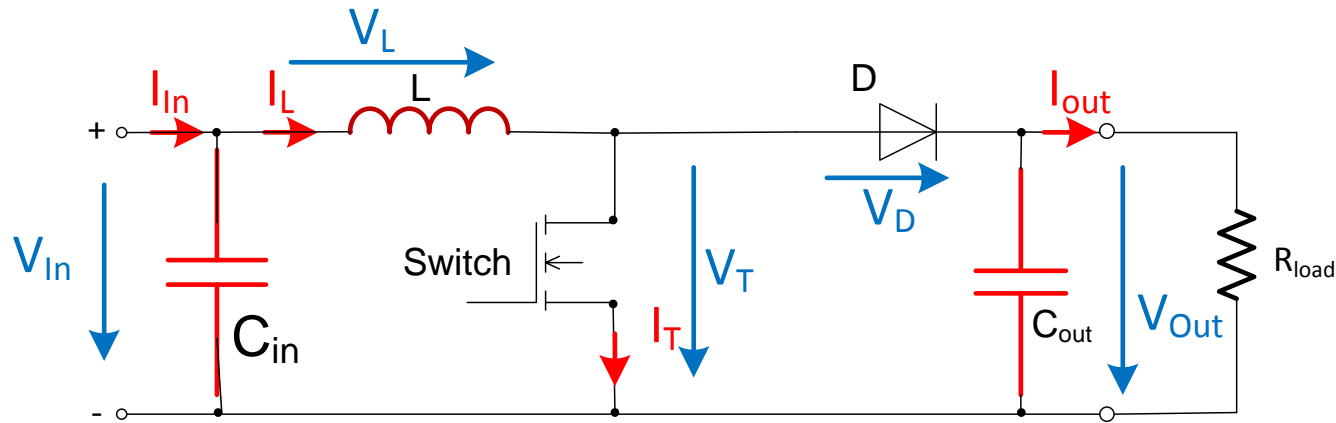 V_L
L
D
I_In
I_L
I_out
+
V_In
Switch
V_T
V_D
R_load
C_in
I_T
C_out
V_Out
-